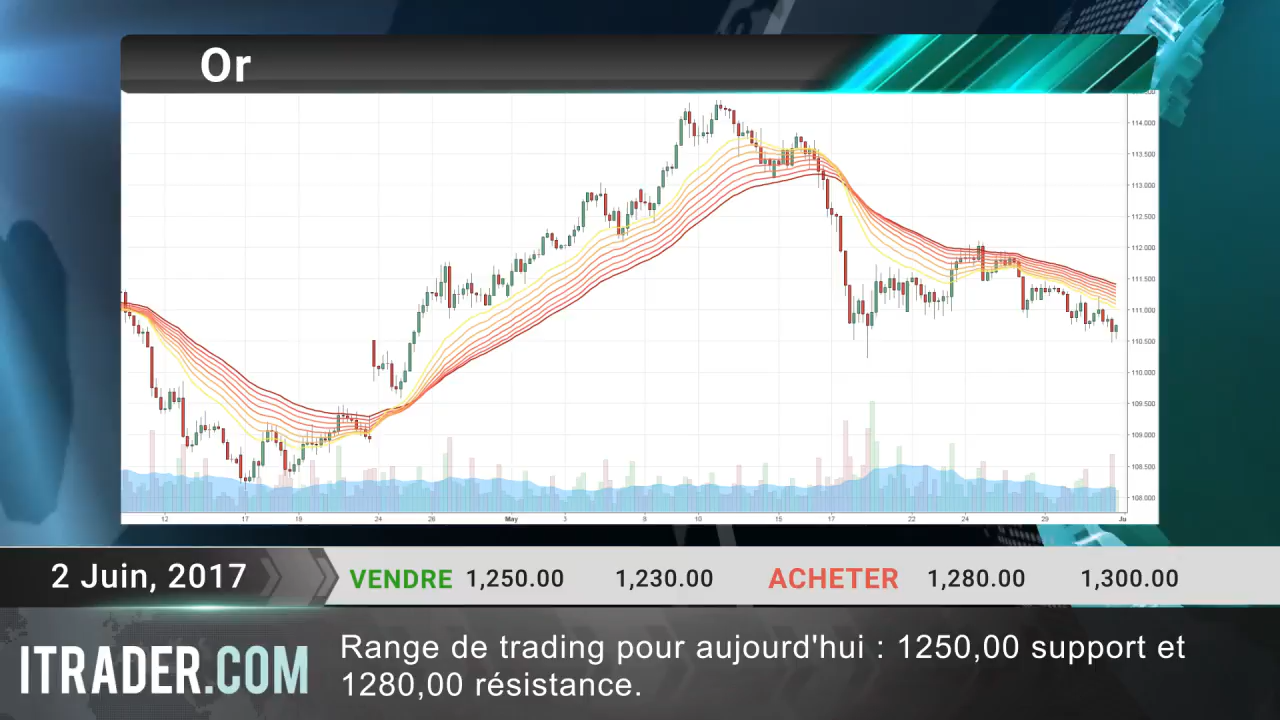 Or
114.000
113.500
113.000
112.500
112.000
111.500
111.000
110.500
110.000
109.500
109.000
108.500
108.000
12 17 19 24 26 May 3 8 10 15 17 22 24 29 Ju
2 Juin, 2017 VENDRE 1,250.00 1,230.00 ACHETER 1,280.00 1,300.00
ITRADER.COM
Range de trading pour aujourd'hui : 1250,00 support et
1280,00 résistance.